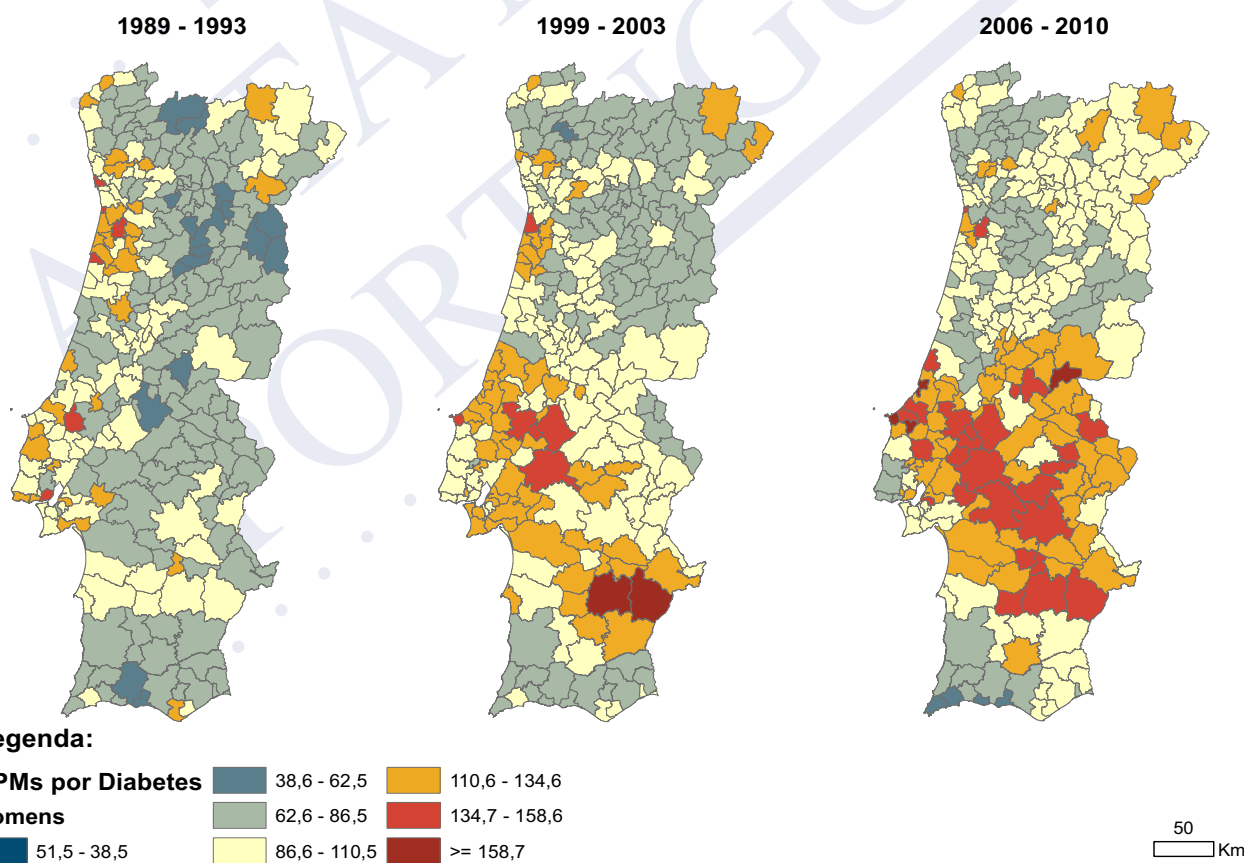 1989 - 1993
1999 - 2003
2006 - 2010
egenda:
PMs por Diabetes
omens
51,5 - 38,5
38,6 - 62,5
62,6 - 86,5
86,6 - 110,5
110,6 - 134,6
134,7 - 158,6
>= 158,7
50
Km